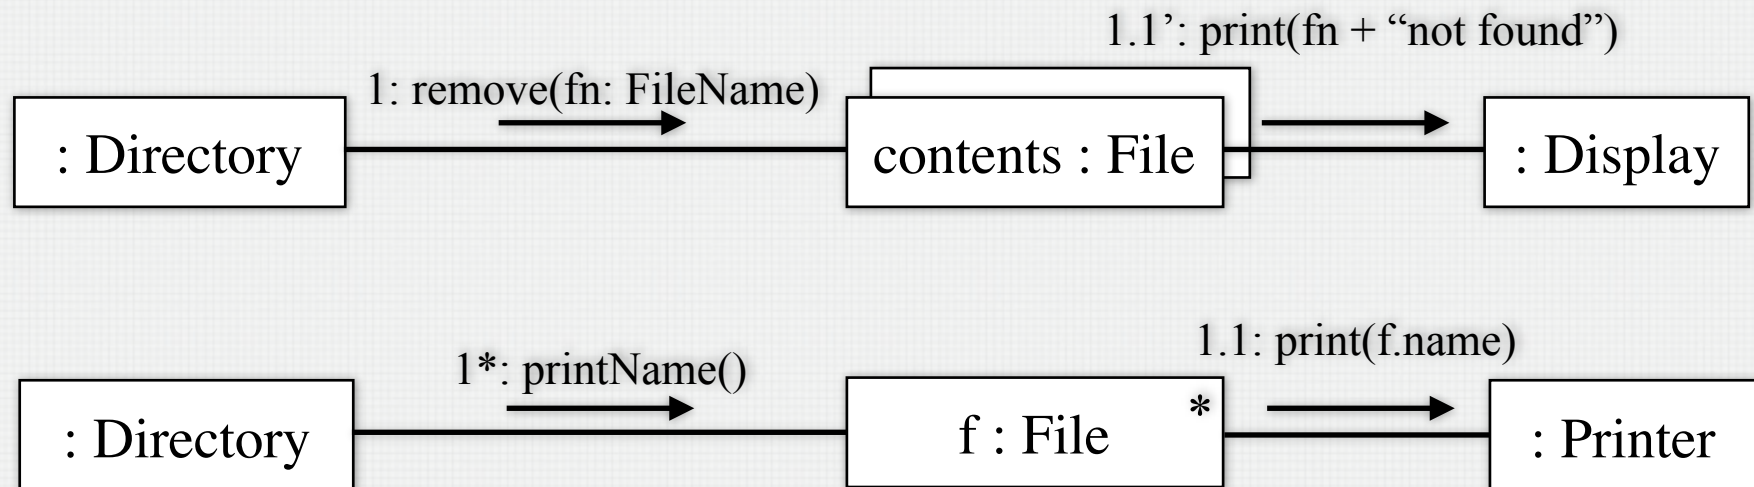 1.1’: print(fn + “not found”)
1: remove(fn: FileName)
: Directory
contents : File
: Display
1.1: print(f.name)
1*: printName()
: Directory
f : File
*
: Printer